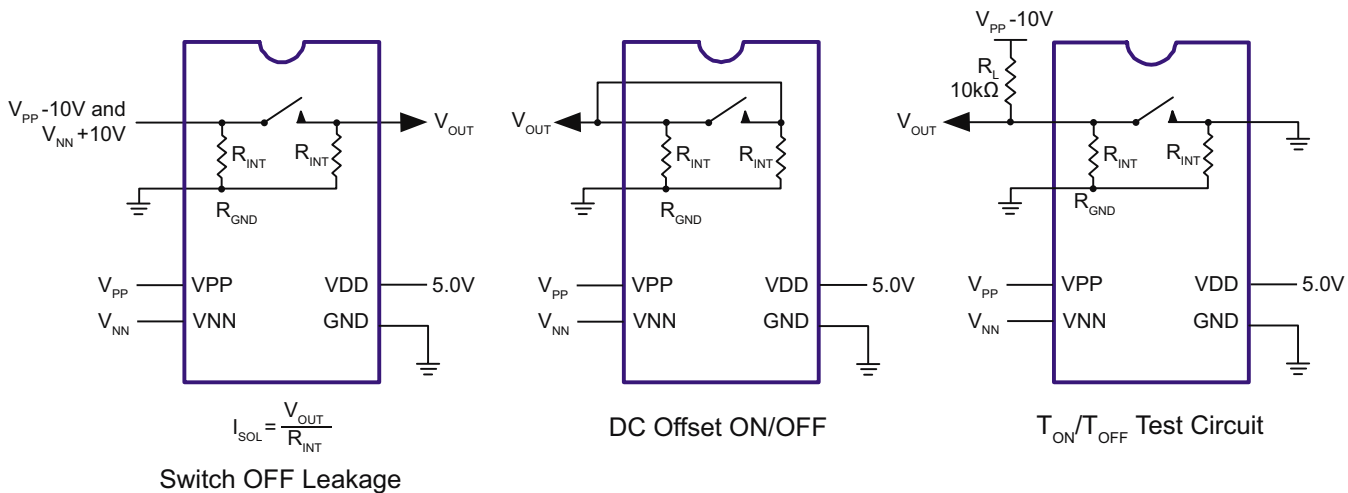 V_PP -10V and
V_NN +10V
V_OUT
R_INT
R_INT
R_GND
V_PP
VPP
VDD
5.0V
V_NN
VNN
GND
I_SOL = V_OUT / R_INT
Switch OFF Leakage
V_OUT
R_INT
R_INT
R_GND
V_PP
VPP
VDD
5.0V
V_NN
VNN
GND
DC Offset ON/OFF
V_PP -10V
R_L
10kΩ
V_OUT
R_INT
R_INT
R_GND
V_PP
VPP
VDD
5.0V
V_NN
VNN
GND
T_ON/T_OFF Test Circuit